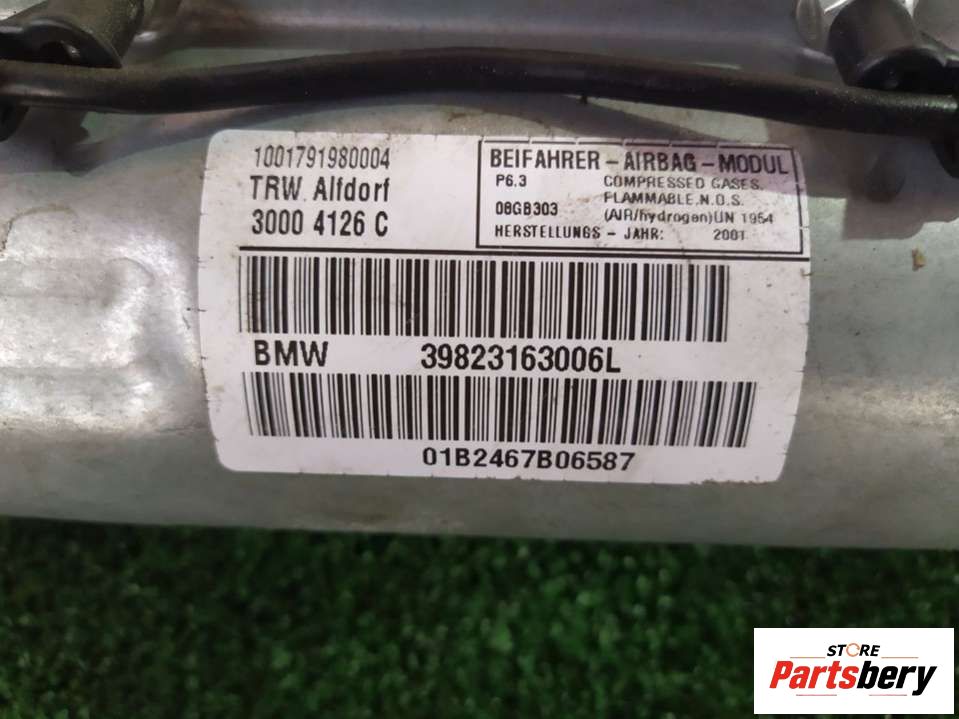 1001791980004
TRW Alfdorf
3000 4126 C
BEIFAHRER - AIRBAG - MODUL
P6.3 COMPRESSED GASES.
FLAMMABLE.N.O.S.
08GB303 (AIR/hydrogen)UN 1954
HERSTELLUNGS - JAHR: 2001
BMW 39823163006L
01B2467B06587
STORE
Partsbery